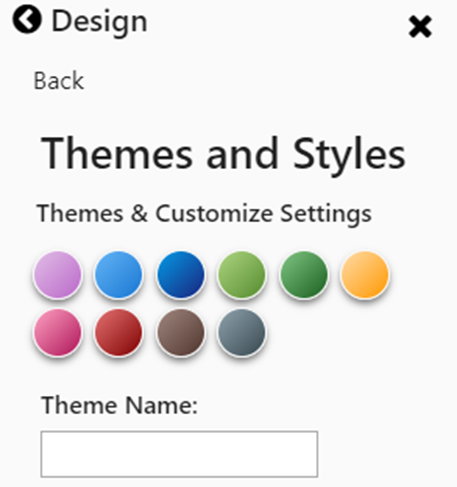 Design
Back
Themes and Styles
Themes & Customize Settings
Theme Name: